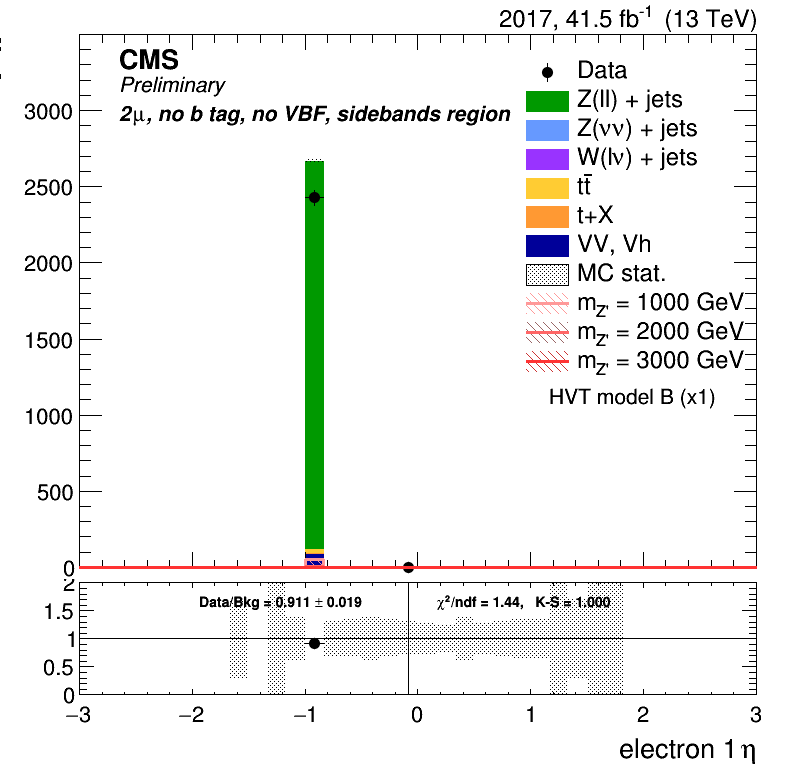 2017, 41.5 fb⁻¹ (13 TeV)
CMS
Preliminary
2μ, no b tag, no VBF, sidebands region
Data
Z(ll) + jets
Z(νν) + jets
W(lν) + jets
tt̄
t+X
VV, Vh
MC stat.
m_Z' = 1000 GeV
m_Z' = 2000 GeV
m_Z' = 3000 GeV
HVT model B (x1)
3000
2500
2000
1500
1000
500
0
2
1.5
1
0.5
0
Data/Bkg = 0.911 ± 0.019
χ²/ndf = 1.44, K-S = 1.000
−3 −2 −1 0 1 2 3
electron 1 η